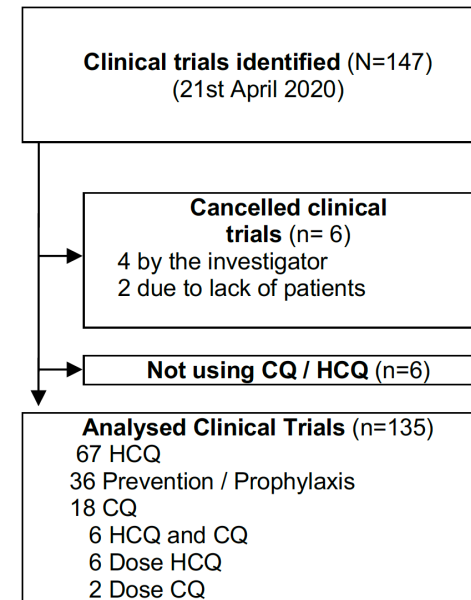 Clinical trials identified (N=147)
(21st April 2020)
Cancelled clinical
trials (n= 6)
4 by the investigator
2 due to lack of patients
Not using CQ / HCQ (n=6)
Analysed Clinical Trials (n=135)
67 HCQ
36 Prevention / Prophylaxis
18 CQ
6 HCQ and CQ
6 Dose HCQ
2 Dose CQ